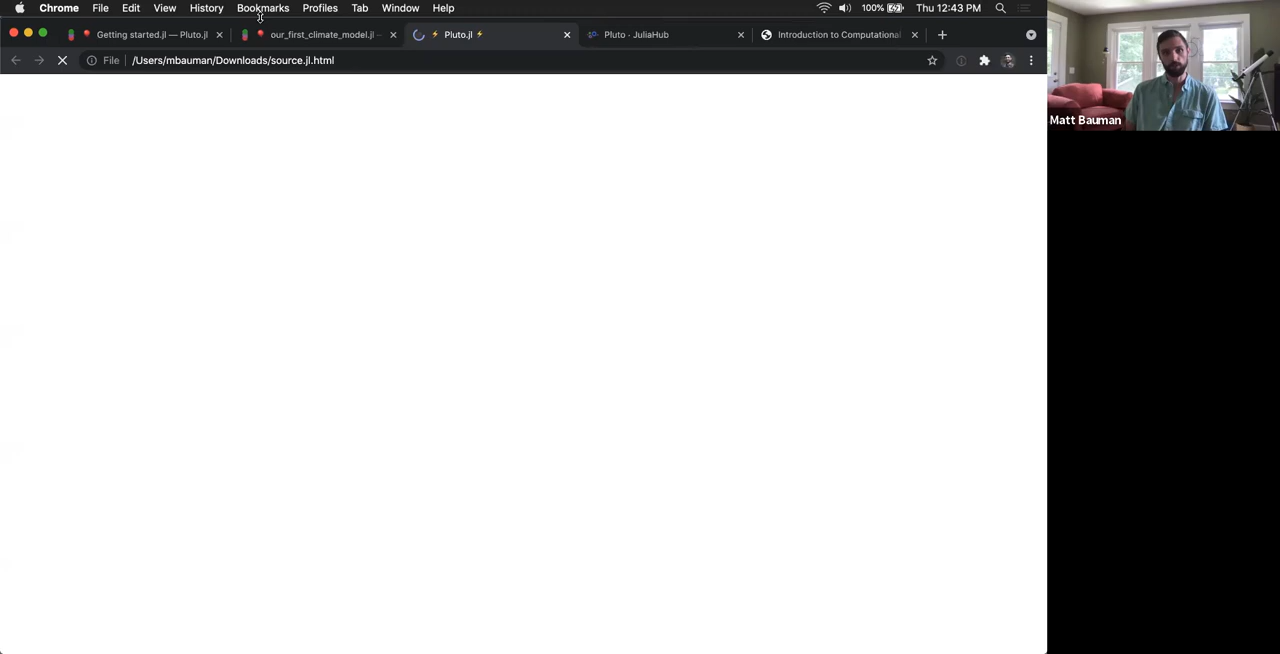 Chrome File Edit View History Bookmarks Profiles Tab Window Help 100% Thu 12:43 PM
Getting started.jl — Pluto.jl our_first_climate_model.jl — Pluto.jl Pluto · JuliaHub Introduction to Computational
File /Users/mbauman/Downloads/source.jl.html
Matt Bauman